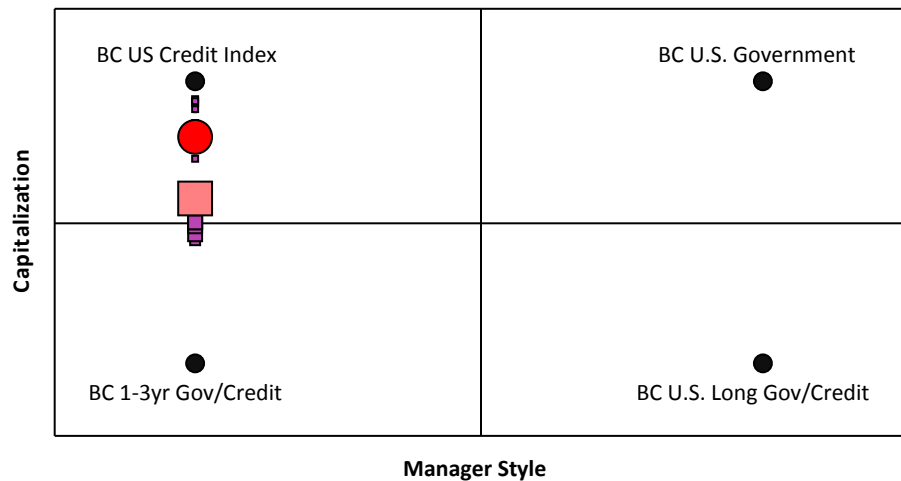 BC US Credit Index
BC U.S. Government
Capitalization
BC 1-3yr Gov/Credit
BC U.S. Long Gov/Credit
Manager Style